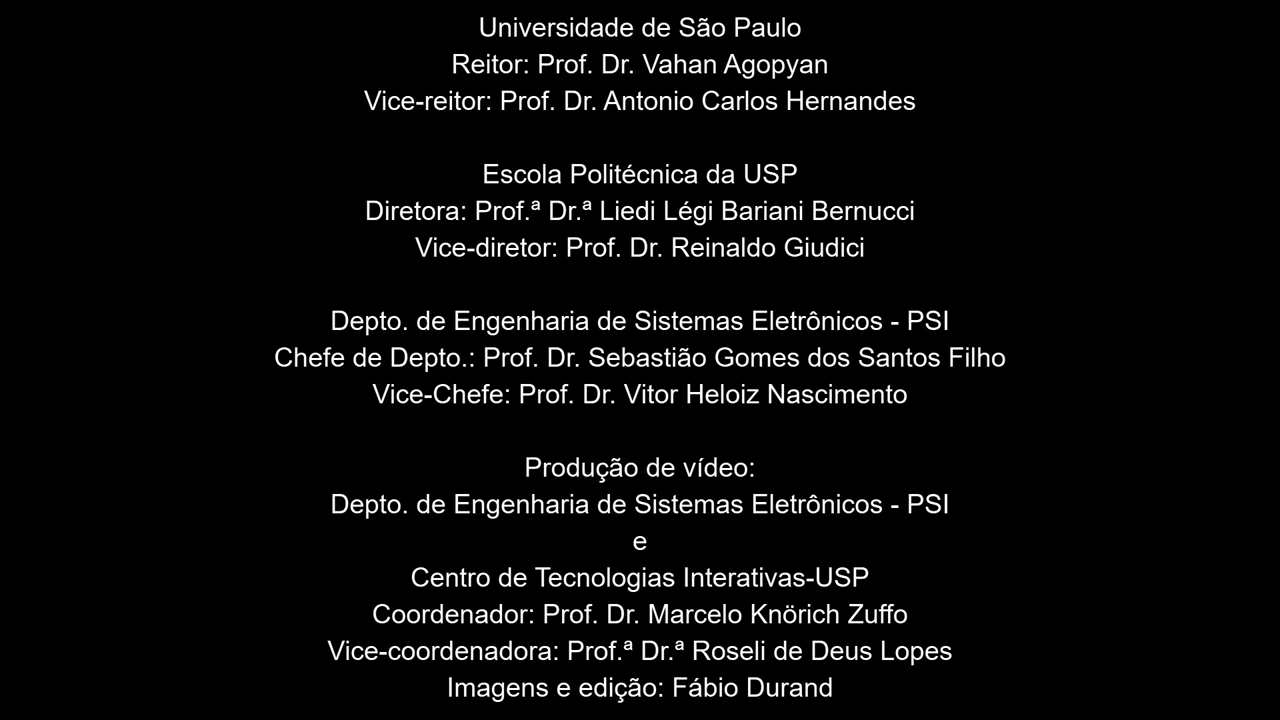 Universidade de São Paulo
Reitor: Prof. Dr. Vahan Agopyan
Vice-reitor: Prof. Dr. Antonio Carlos Hernandes
Escola Politécnica da USP
Diretora: Prof.ª Dr.ª Liedi Légi Bariani Bernucci
Vice-diretor: Prof. Dr. Reinaldo Giudici
Depto. de Engenharia de Sistemas Eletrônicos - PSI
Chefe de Depto.: Prof. Dr. Sebastião Gomes dos Santos Filho
Vice-Chefe: Prof. Dr. Vitor Heloiz Nascimento
Produção de vídeo:
Depto. de Engenharia de Sistemas Eletrônicos - PSI
e
Centro de Tecnologias Interativas-USP
Coordenador: Prof. Dr. Marcelo Knörich Zuffo
Vice-coordenadora: Prof.ª Dr.ª Roseli de Deus Lopes
Imagens e edição: Fábio Durand